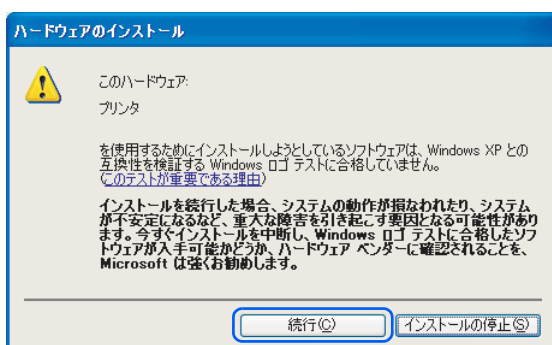 ハードウェアのインストール
このハードウェア:
プリンタ
を使用するためにインストールしようとしているソフトウェアは、Windows XP との
互換性を検証する Windows ロゴ テストに合格していません。
(このテストが重要である理由)
インストールを続行した場合、システムの動作が損なわれたり、システム
が不安定になるなど、重大な障害を引き起こす要因となる可能性があり
ます。今すぐインストールを中断し、Windows ロゴ テストに合格したソフ
トウェアが入手可能かどうか、ハードウェア ベンダーに確認されることを、
Microsoft は強くお勧めします。
続行(C) インストールの停止(S)